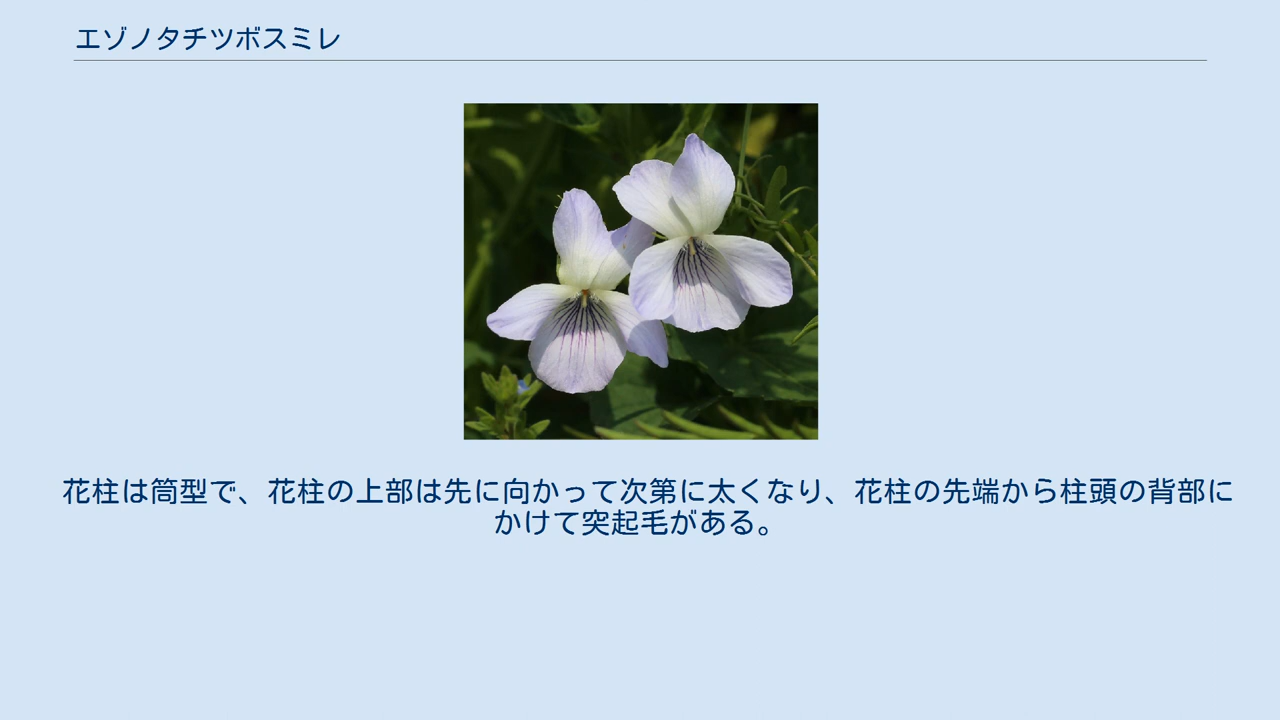 エゾノタチツボスミレ
花柱は筒型で、花柱の上部は先に向かって次第に太くなり、花柱の先端から柱頭の背部に
かけて突起毛がある。